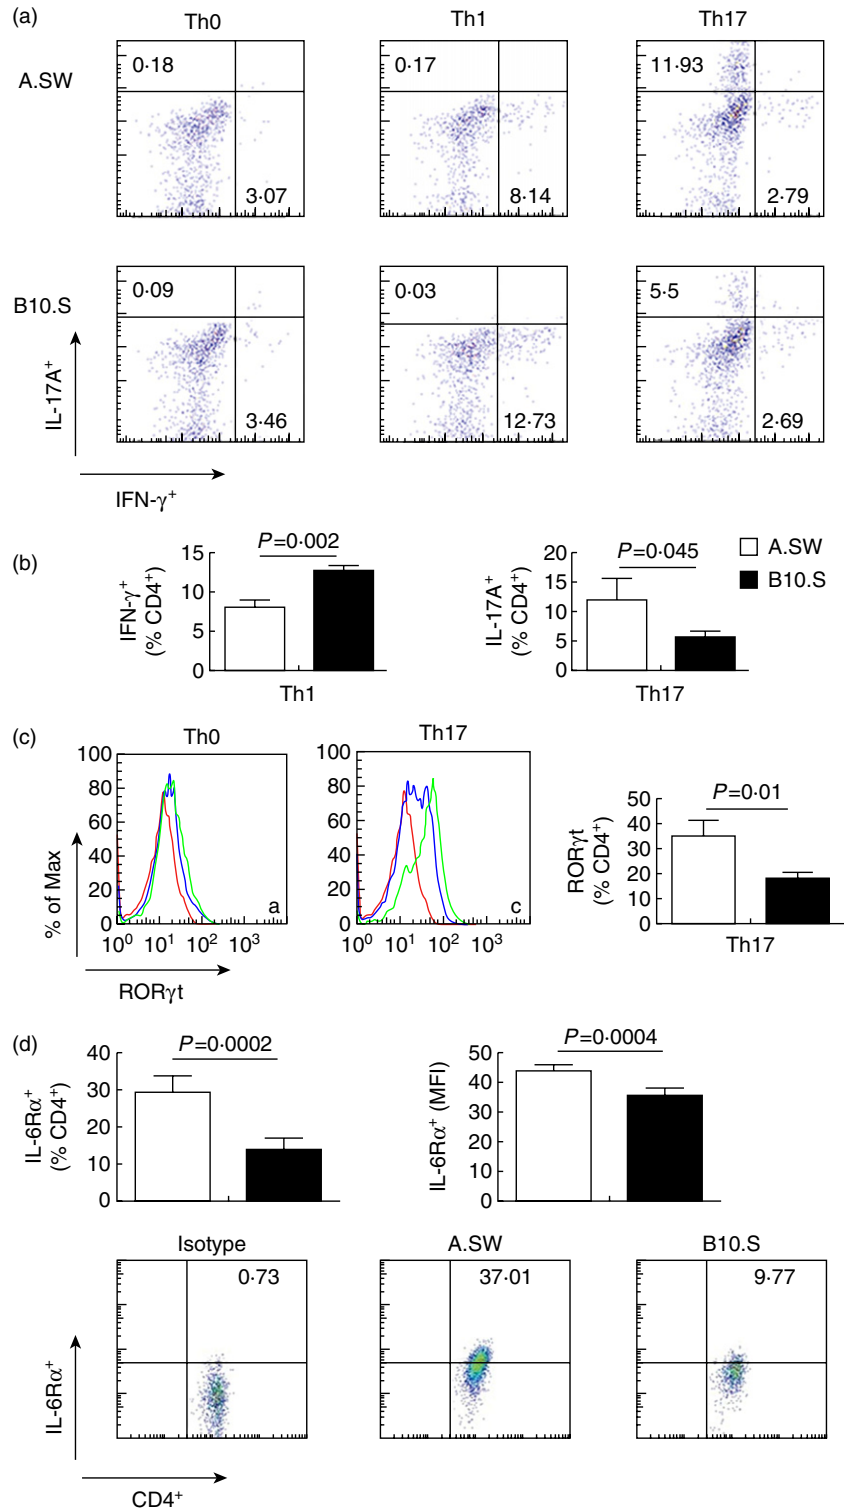 (a)
Th0
Th1
Th17
A.SW
0·18
3·07
0·17
8·14
11·93
2·79
B10.S
0·09
3·46
0·03
12·73
5·5
2·69
IL-17A⁺
IFN-γ⁺
(b)
IFN-γ⁺
(% CD4⁺)
15
10
5
0
P=0·002
Th1
IL-17A⁺
(% CD4⁺)
20
15
10
5
0
P=0·045
Th17
A.SW
B10.S
(c)
Th0
% of Max
100
80
60
40
20
0
a
10⁰ 10¹ 10² 10³
RORγt
Th17
100
80
60
40
20
0
c
10⁰ 10¹ 10² 10³
RORγt
(% CD4⁺)
50
40
30
20
10
0
P=0·01
Th17
(d)
IL-6Rα⁺
(% CD4⁺)
40
30
20
10
0
P=0·0002
IL-6Rα⁺ (MFI)
50
40
30
20
10
0
P=0·0004
Isotype
A.SW
B10.S
0·73
37·01
9·77
IL-6Rα⁺
CD4⁺